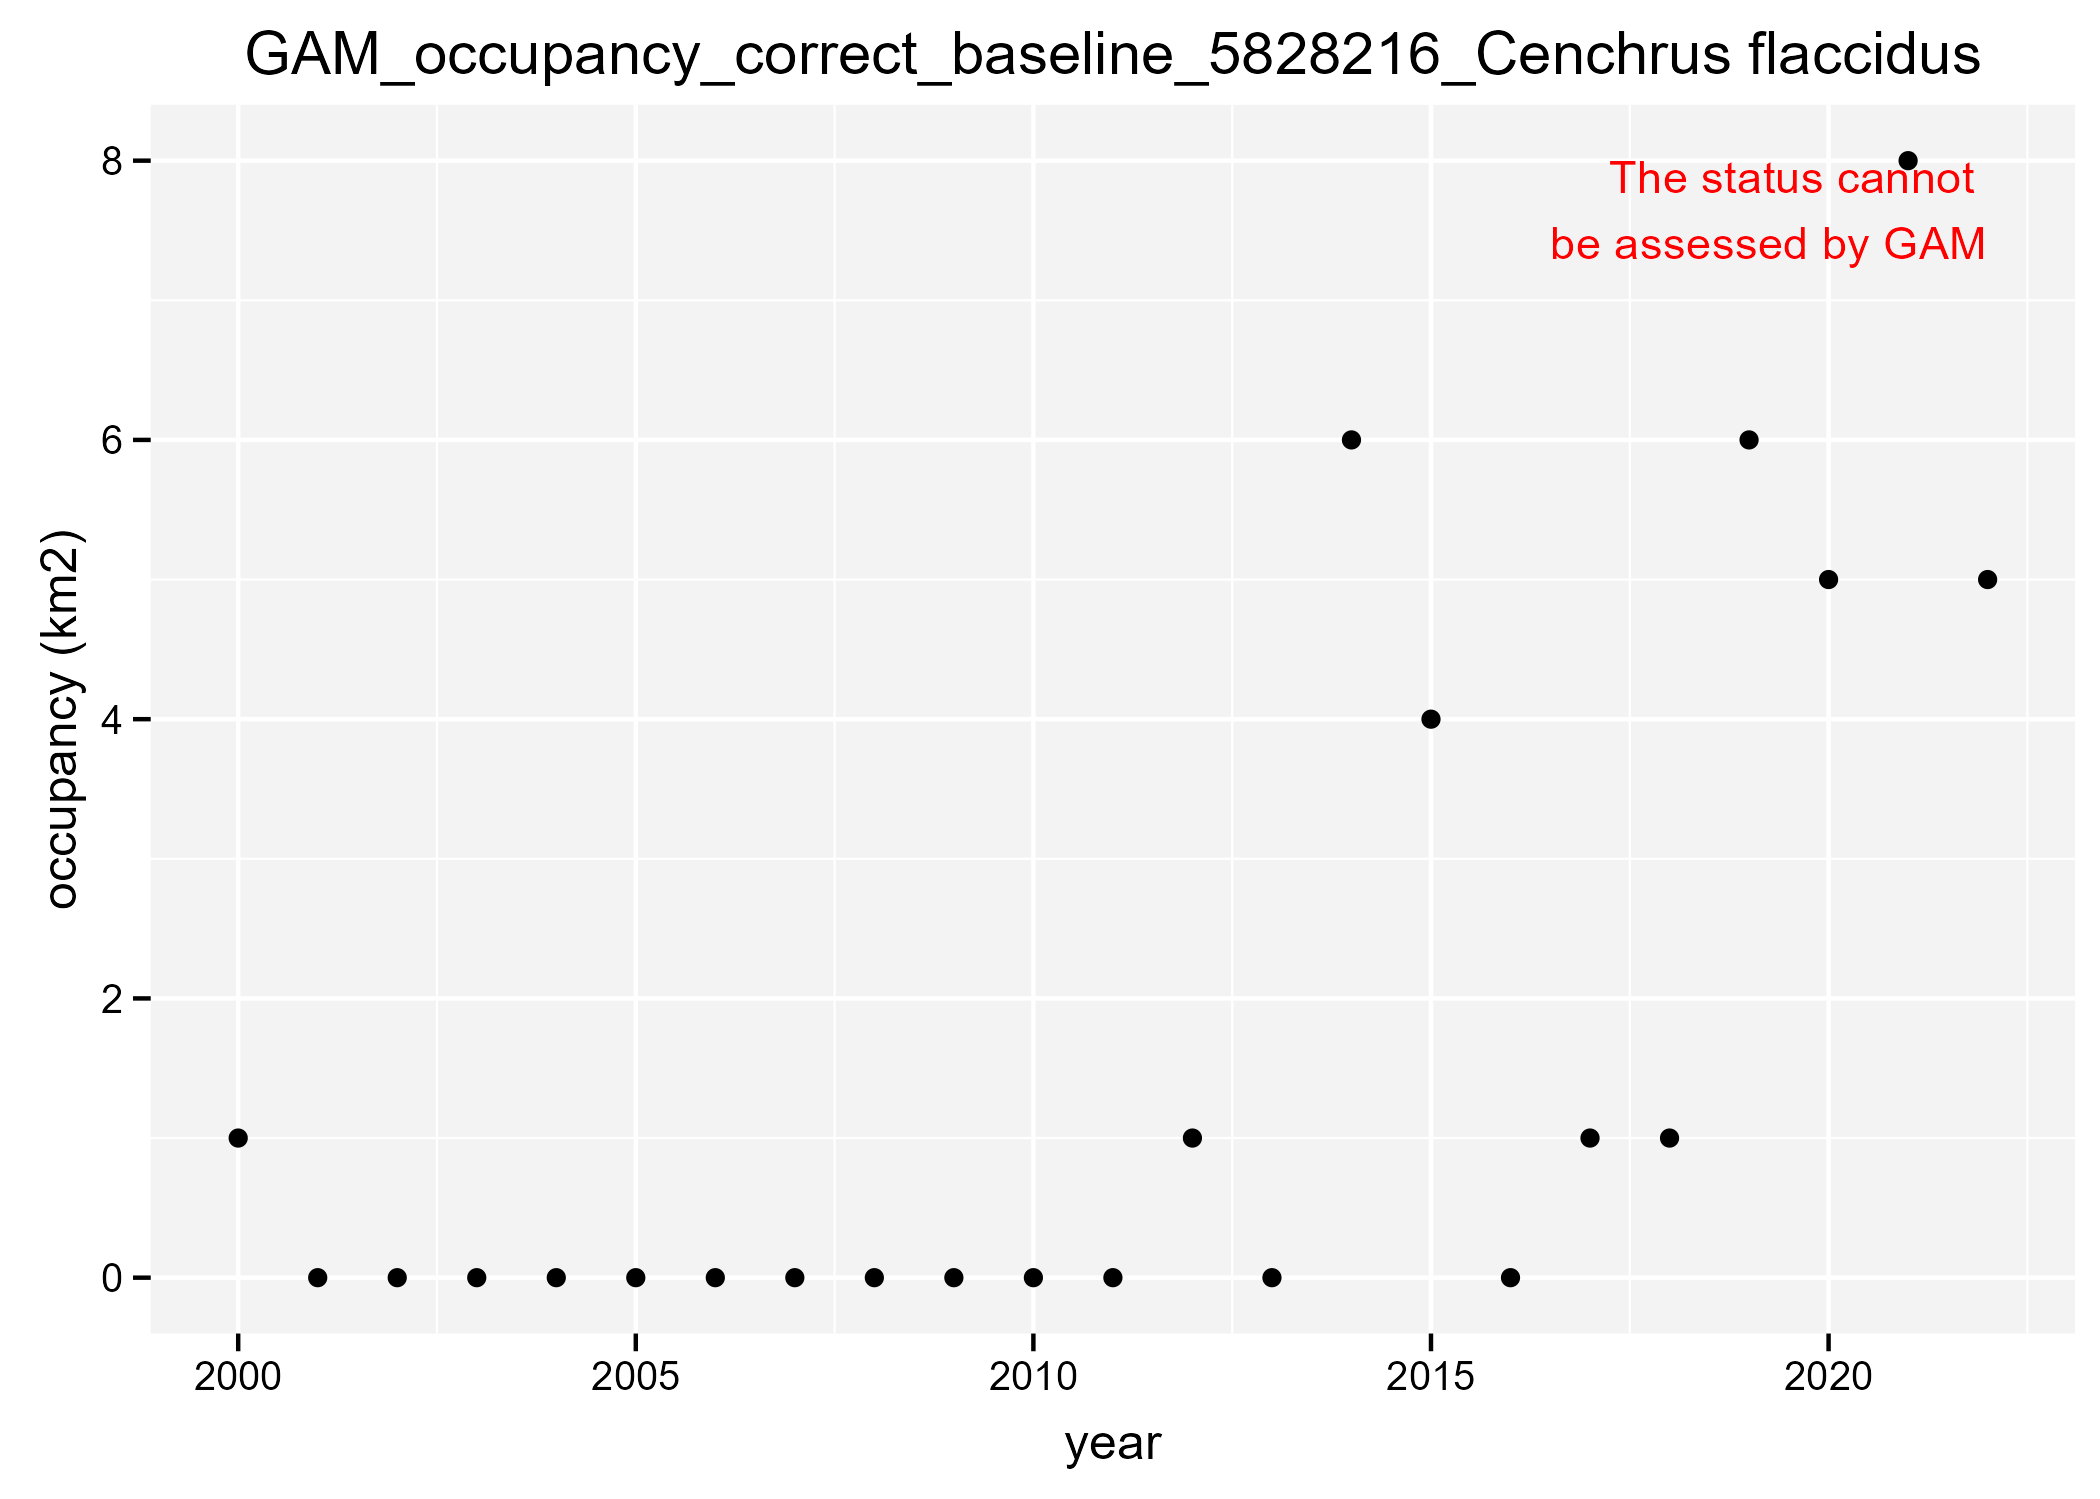 GAM_occupancy_correct_baseline_5828216_Cenchrus flaccidus
The status cannot
be assessed by GAM
occupancy (km2)
8
6
4
2
0
2000 2005 2010 2015 2020
year